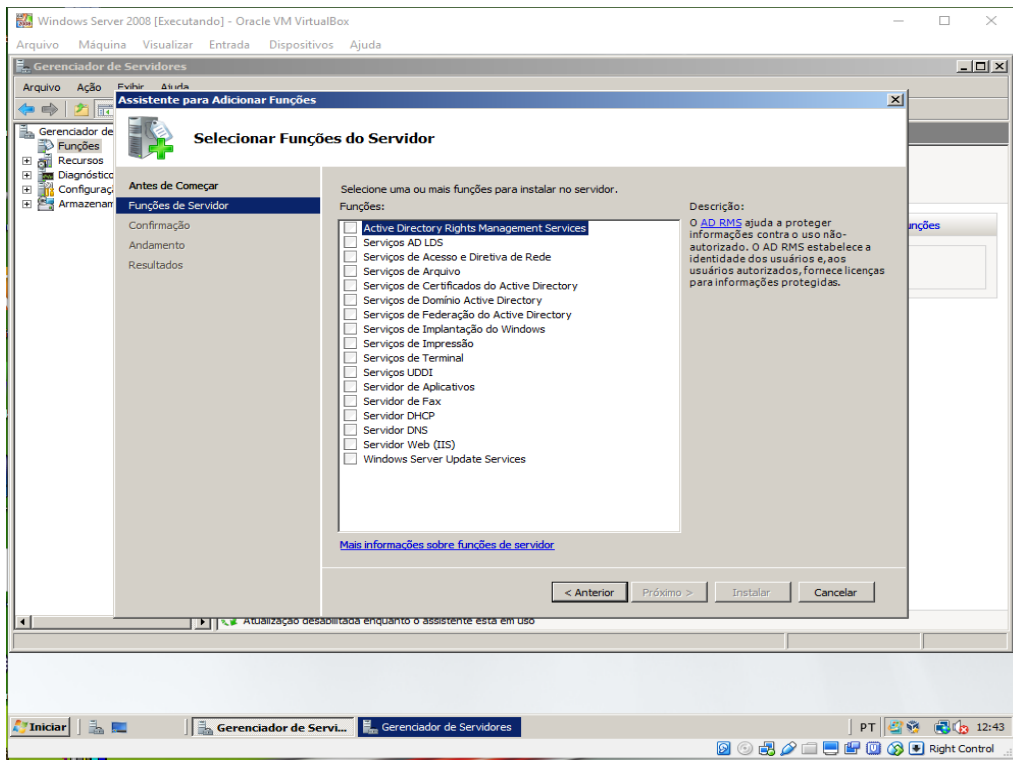 Windows Server 2008 [Executando] - Oracle VM VirtualBox
Arquivo Máquina Visualizar Entrada Dispositivos Ajuda
Gerenciador de Servidores
Arquivo Ação Exibir Ajuda
Assistente para Adicionar Funções
Selecionar Funções do Servidor
Gerenciador de
Funções
Recursos
Diagnóstico
Configuraç
Armazenam
Antes de Começar
Funções de Servidor
Confirmação
Andamento
Resultados
Selecione uma ou mais funções para instalar no servidor.
Funções:
Active Directory Rights Management Services
Serviços AD LDS
Serviços de Acesso e Diretiva de Rede
Serviços de Arquivo
Serviços de Certificados do Active Directory
Serviços de Domínio Active Directory
Serviços de Federação do Active Directory
Serviços de Implantação do Windows
Serviços de Impressão
Serviços de Terminal
Serviços UDDI
Servidor de Aplicativos
Servidor de Fax
Servidor DHCP
Servidor DNS
Servidor Web (IIS)
Windows Server Update Services
Mais informações sobre funções de servidor
Descrição:
O AD RMS ajuda a proteger
informações contra o uso não-
autorizado. O AD RMS estabelece a
identidade dos usuários e,aos
usuários autorizados, fornece licenças
para informações protegidas.
unções
< Anterior Próximo > Instalar Cancelar
Atualização desabilitada enquanto o assistente está em uso
Iniciar Gerenciador de Servi... Gerenciador de Servidores PT 12:43
Right Control